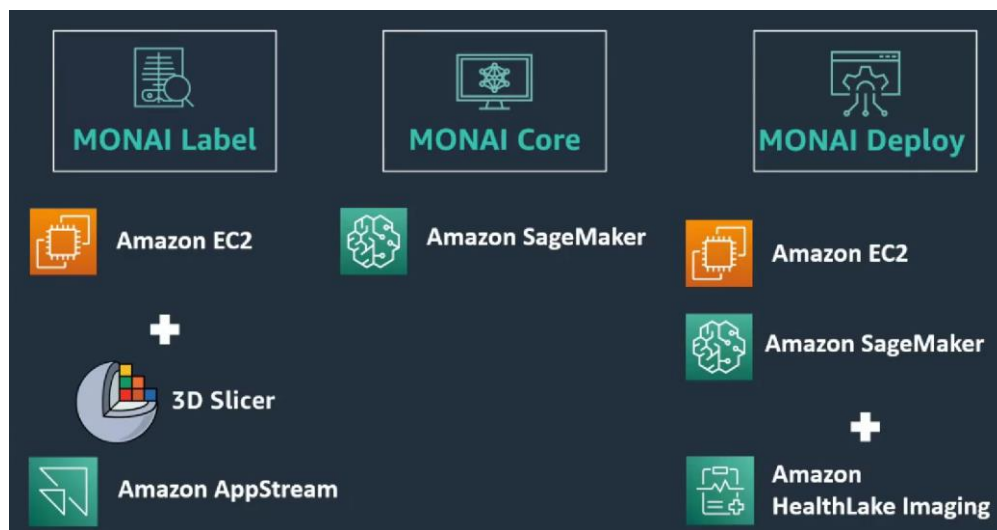 MONAI Label
MONAI Core
MONAI Deploy
Amazon EC2
3D Slicer
Amazon AppStream
Amazon SageMaker
Amazon EC2
Amazon SageMaker
Amazon
HealthLake Imaging